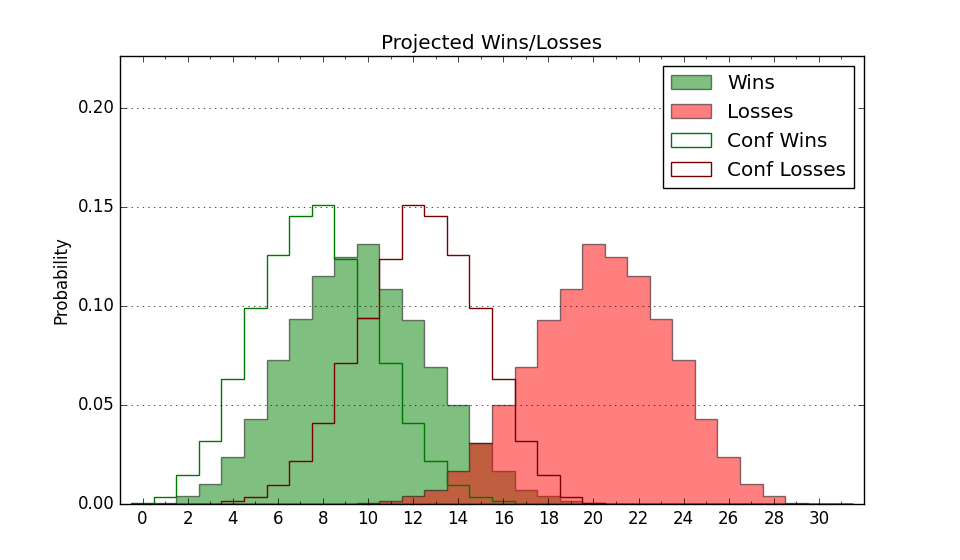 Projected Wins/Losses
Wins
Losses
Conf Wins
Conf Losses
Probability
0.20
0.15
0.10
0.05
0.00
0 2 4 6 8 10 12 14 16 18 20 22 24 26 28 30